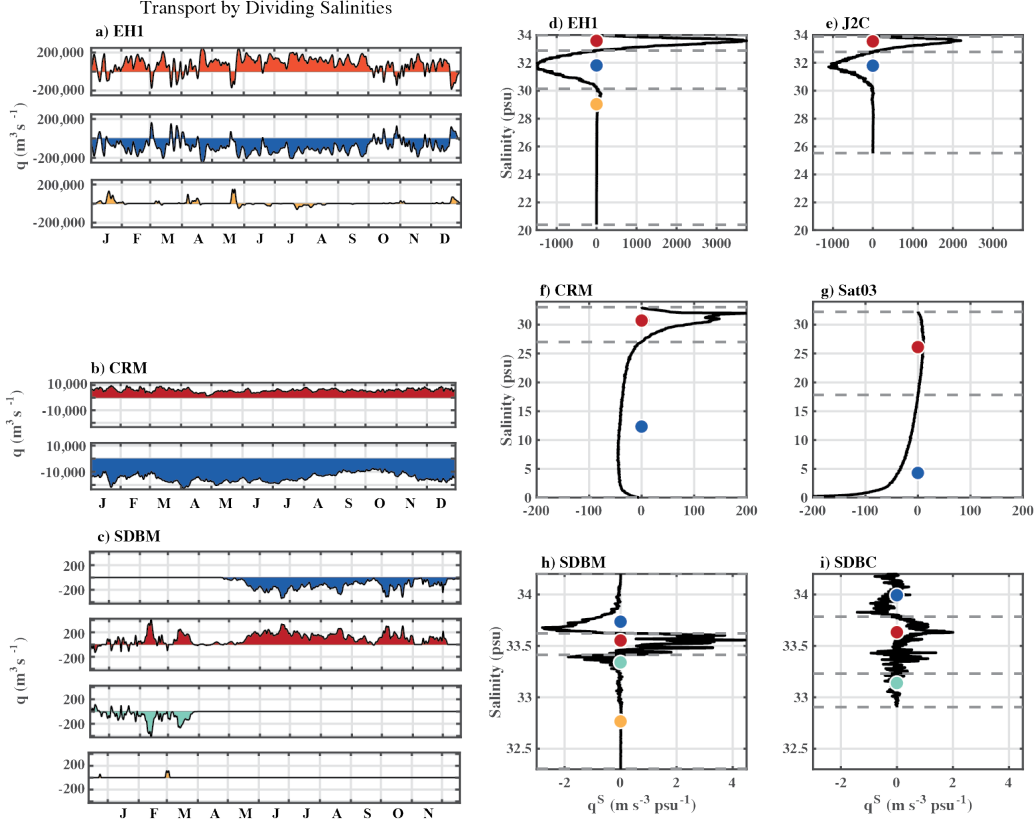 Transport by Dividing Salinities
a) EH1
200,000
-200,000
200,000
-200,000
200,000
-200,000
q (m³ s⁻¹)
J F M A M J J A S O N D
b) CRM
10,000
-10,000
10,000
-10,000
q (m³ s⁻¹)
J F M A M J J A S O N D
c) SDBM
200
-200
200
-200
200
-200
200
-200
q (m³ s⁻¹)
q (m³ s⁻¹)
J F M A M J J A S O N
d) EH1
34
32
30
28
26
24
22
20
Salinity (psu)
-1000 0 1000 2000 3000
e) J2C
34
32
30
28
26
24
22
20
-1000 0 1000 2000 3000
f) CRM
30
25
20
15
10
5
0
Salinity (psu)
-200 -100 0 100 200
g) Sat03
30
25
20
15
10
5
0
-200 -100 0 100 200
h) SDBM
34
33.5
33
32.5
Salinity (psu)
-2 0 2 4
qˢ (m s⁻³ psu⁻¹)
i) SDBC
34
33.5
33
32.5
-2 0 2 4
qˢ (m s⁻³ psu⁻¹)